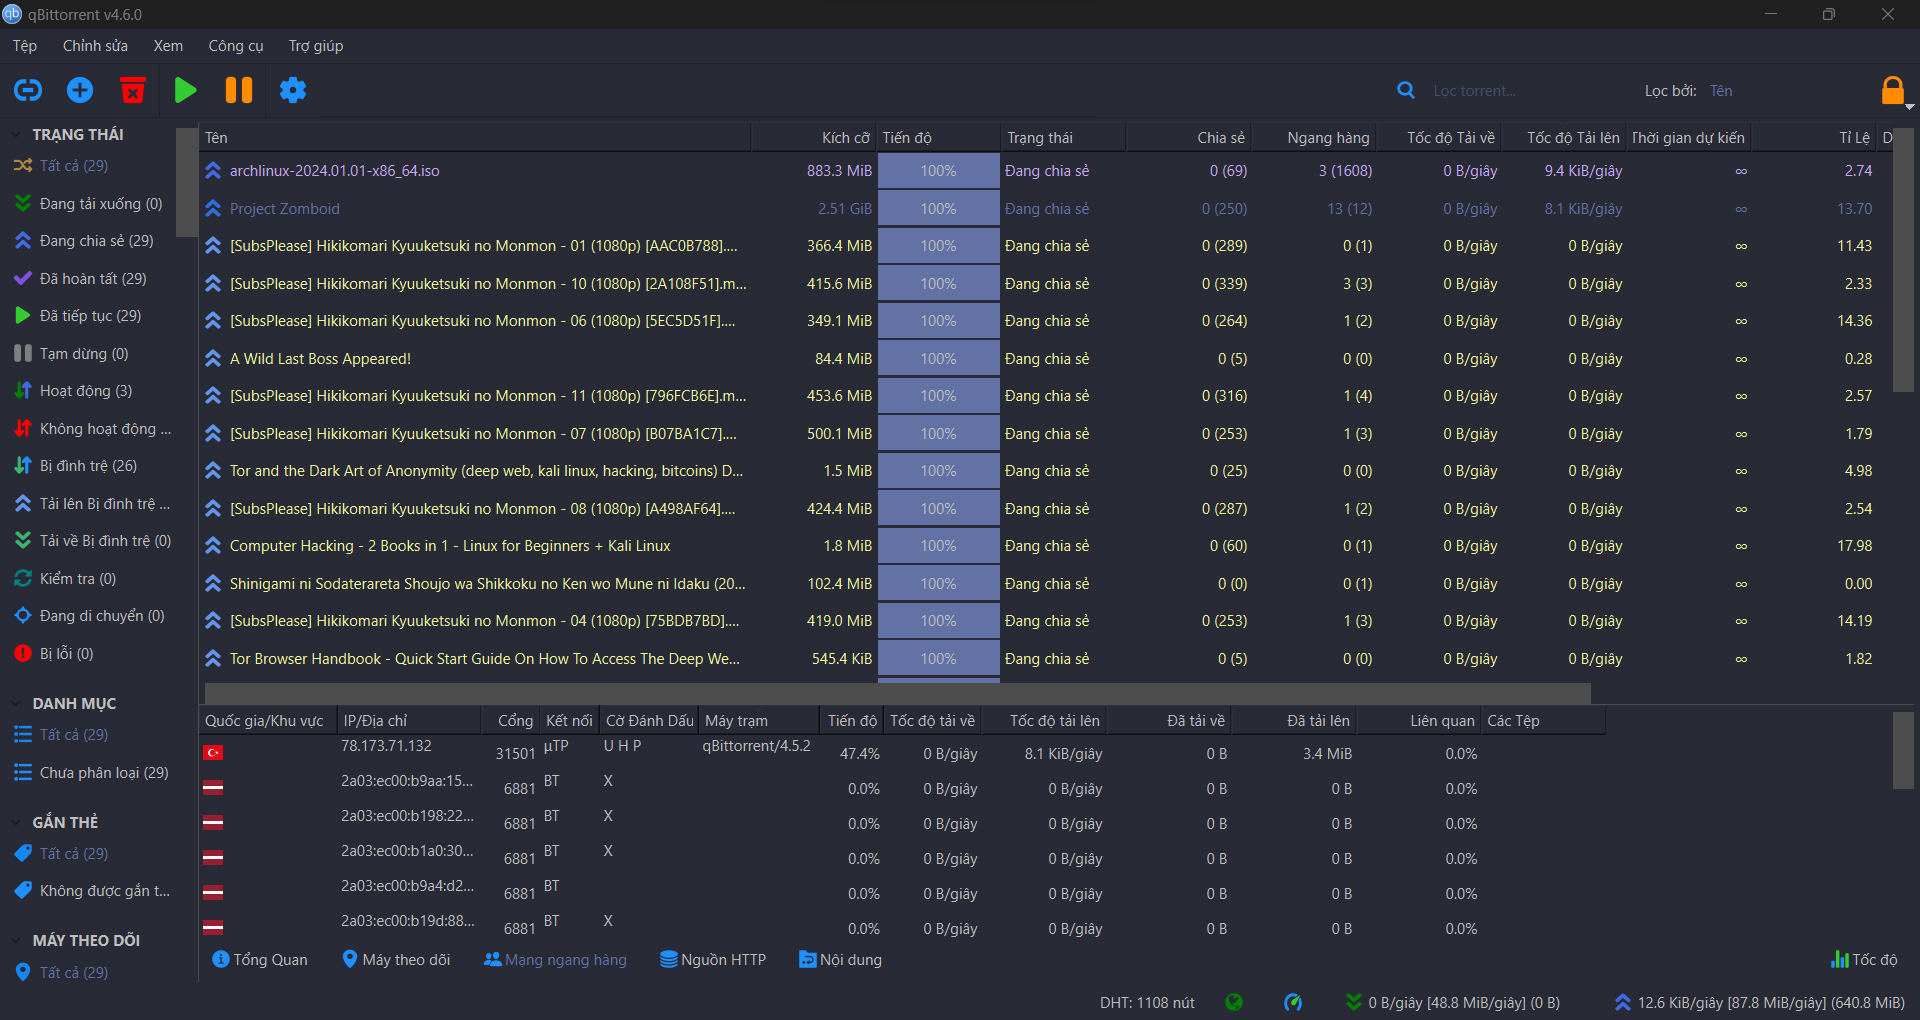 qBittorrent v4.6.0
Tệp Chỉnh sửa Xem Công cụ Trợ giúp
Lọc torrent... Lọc bởi: Tên
TRẠNG THÁI
Tất cả (29)
Đang tải xuống (0)
Đang chia sẻ (29)
Đã hoàn tất (29)
Đã tiếp tục (29)
Tạm dừng (0)
Hoạt động (3)
Không hoạt động ...
Bị đình trệ (26)
Tải lên Bị đình trệ ...
Tải về Bị đình trệ (0)
Kiểm tra (0)
Đang di chuyển (0)
Bị lỗi (0)
DANH MỤC
Tất cả (29)
Chưa phân loại (29)
GẮN THẺ
Tất cả (29)
Không được gắn t...
MÁY THEO DÕI
Tất cả (29)
Tên Kích cỡ Tiến độ Trạng thái Chia sẻ Ngang hàng Tốc độ Tải về Tốc độ Tải lên Thời gian dự kiến Tỉ Lệ D
archlinux-2024.01.01-x86_64.iso 883.3 MiB 100% Đang chia sẻ 0 (69) 3 (1608) 0 B/giây 9.4 KiB/giây ∞ 2.74
Project Zomboid 2.51 GiB 100% Đang chia sẻ 0 (250) 13 (12) 0 B/giây 8.1 KiB/giây ∞ 13.70
[SubsPlease] Hikikomari Kyuuketsuki no Monmon - 01 (1080p) [AAC0B788].... 366.4 MiB 100% Đang chia sẻ 0 (289) 0 (1) 0 B/giây 0 B/giây ∞ 11.43
[SubsPlease] Hikikomari Kyuuketsuki no Monmon - 10 (1080p) [2A108F51].m... 415.6 MiB 100% Đang chia sẻ 0 (339) 3 (3) 0 B/giây 0 B/giây ∞ 2.33
[SubsPlease] Hikikomari Kyuuketsuki no Monmon - 06 (1080p) [5EC5D51F].... 349.1 MiB 100% Đang chia sẻ 0 (264) 1 (2) 0 B/giây 0 B/giây ∞ 14.36
A Wild Last Boss Appeared! 84.4 MiB 100% Đang chia sẻ 0 (5) 0 (0) 0 B/giây 0 B/giây ∞ 0.28
[SubsPlease] Hikikomari Kyuuketsuki no Monmon - 11 (1080p) [796FCB6E].m... 453.6 MiB 100% Đang chia sẻ 0 (316) 1 (4) 0 B/giây 0 B/giây ∞ 2.57
[SubsPlease] Hikikomari Kyuuketsuki no Monmon - 07 (1080p) [B07BA1C7].... 500.1 MiB 100% Đang chia sẻ 0 (253) 1 (3) 0 B/giây 0 B/giây ∞ 1.79
Tor and the Dark Art of Anonymity (deep web, kali linux, hacking, bitcoins) D... 1.5 MiB 100% Đang chia sẻ 0 (25) 0 (0) 0 B/giây 0 B/giây ∞ 4.98
[SubsPlease] Hikikomari Kyuuketsuki no Monmon - 08 (1080p) [A498AF64].... 424.4 MiB 100% Đang chia sẻ 0 (287) 1 (2) 0 B/giây 0 B/giây ∞ 2.54
Computer Hacking - 2 Books in 1 - Linux for Beginners + Kali Linux 1.8 MiB 100% Đang chia sẻ 0 (60) 0 (1) 0 B/giây 0 B/giây ∞ 17.98
Shinigami ni Sodaterareta Shoujo wa Shikkoku no Ken wo Mune ni Idaku (20... 102.4 MiB 100% Đang chia sẻ 0 (0) 0 (1) 0 B/giây 0 B/giây ∞ 0.00
[SubsPlease] Hikikomari Kyuuketsuki no Monmon - 04 (1080p) [75BDB7BD].... 419.0 MiB 100% Đang chia sẻ 0 (253) 1 (3) 0 B/giây 0 B/giây ∞ 14.19
Tor Browser Handbook - Quick Start Guide On How To Access The Deep We... 545.4 KiB 100% Đang chia sẻ 0 (5) 0 (0) 0 B/giây 0 B/giây ∞ 1.82
Quốc gia/Khu vực IP/Địa chỉ Cổng Kết nối Cờ Đánh Dấu Máy trạm Tiến độ Tốc độ tải về Tốc độ tải lên Đã tải về Đã tải lên Liên quan Các Tệp
78.173.71.132 31501 μTP U H P qBittorrent/4.5.2 47.4% 0 B/giây 8.1 KiB/giây 0 B 3.4 MiB 0.0%
2a03:ec00:b9aa:15... 6881 BT X 0.0% 0 B/giây 0 B/giây 0 B 0 B 0.0%
2a03:ec00:b198:22... 6881 BT X 0.0% 0 B/giây 0 B/giây 0 B 0 B 0.0%
2a03:ec00:b1a0:30... 6881 BT X 0.0% 0 B/giây 0 B/giây 0 B 0 B 0.0%
2a03:ec00:b9a4:d2... 6881 BT 0.0% 0 B/giây 0 B/giây 0 B 0 B 0.0%
2a03:ec00:b19d:88... 6881 BT X 0.0% 0 B/giây 0 B/giây 0 B 0 B 0.0%
Tổng Quan Máy theo dõi Mạng ngang hàng Nguồn HTTP Nội dung Tốc độ
DHT: 1108 nút 0 B/giây [48.8 MiB/giây] (0 B) 12.6 KiB/giây [87.8 MiB/giây] (640.8 MiB)